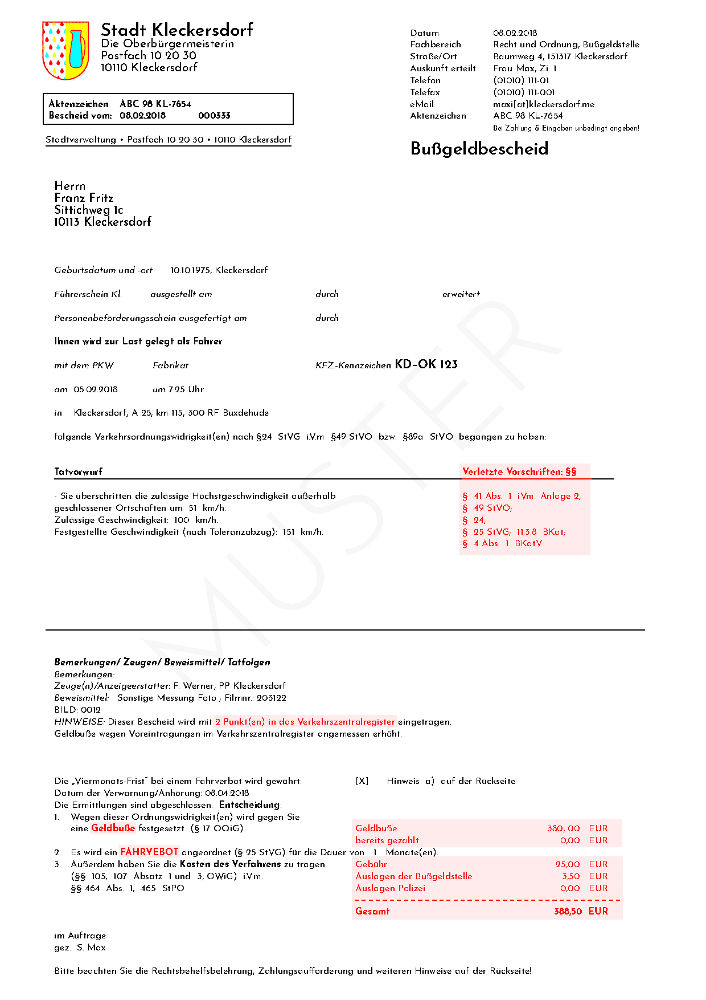 Stadt Kleckersdorf
Die Oberbürgermeisterin
Postfach 10 20 30
10110 Kleckersdorf
Aktenzeichen ABC 98 KL-7654
Bescheid vom: 08.02.2018 000333
Stadtverwaltung • Postfach 10 20 30 • 10110 Kleckersdorf
Datum 08.02.2018
Fachbereich Recht und Ordnung, Bußgeldstelle
Straße/Ort Baumweg 4, 151317 Kleckersdorf
Auskunft erteilt Frau Max, Zi. 1
Telefon (01010) 111-01
Telefax (01010) 111-001
eMail: maxi[at]kleckersdorf.me
Aktenzeichen ABC 98 KL-7654
Bei Zahlung & Eingaben unbedingt angeben!
Bußgeldbescheid
Herrn
Franz Fritz
Sittichweg 1c
10113 Kleckersdorf
Geburtsdatum und -ort 10.10.1975, Kleckersdorf
Führerschein Kl. ausgestellt am durch erweitert
Personenbeförderungsschein ausgefertigt am durch
Ihnen wird zur Last gelegt als Fahrer
mit dem PKW Fabrikat KFZ.-Kennzeichen KD-OK 123
am 05.02.2018 um 7:25 Uhr
in Kleckersdorf, A 25, km 115, 300 RF Buxdehude
folgende Verkehrsordnungswidrigkeit(en) nach §24 StVG i.V.m §49 StVO bzw. §89a StVO begangen zu haben:
Tatvorwurf Verletzte Vorschriften: §§
- Sie überschritten die zulässige Höchstgeschwindigkeit außerhalb § 41 Abs. 1 iVm Anlage 2,
geschlossener Ortschaften um 51 km/h. § 49 StVO;
Zulässige Geschwindigkeit: 100 km/h. § 24,
Festgestellte Geschwindigkeit (nach Toleranzabzug): 151 km/h. § 25 StVG; 11.3.8 BKat;
§ 4 Abs. 1 BKatV
MUSTER
Bemerkungen/ Zeugen/ Beweismittel/ Tatfolgen
Bemerkungen:
Zeuge(n)/Anzeigeerstatter: F. Werner, PP Kleckersdorf
Beweismittel: Sonstige Messung Foto ; Filmnr.: 203122
BILD: 0012
HINWEISE: Dieser Bescheid wird mit 2 Punkt(en) in das Verkehrszentralregister eingetragen.
Geldbuße wegen Voreintragungen im Verkehrszentralregister angemessen erhöht.
Die „Viermonats-Frist“ bei einem Fahrverbot wird gewährt: [X] Hinweis a) auf der Rückseite
Datum der Verwarnung/Anhörung: 08.04.2018
Die Ermittlungen sind abgeschlossen. Entscheidung:
1. Wegen dieser Ordnungswidrigkeit(en) wird gegen Sie
eine Geldbuße festgesetzt (§ 17 OQiG) Geldbuße 380, 00 EUR
bereits gezahlt 0,00 EUR
2. Es wird ein FAHRVEBOT angeordnet (§ 25 StVG) für die Dauer von 1 Monate(en).
3. Außerdem haben Sie die Kosten des Verfahrens zu tragen Gebühr 25,00 EUR
(§§ 105, 107 Absatz 1 und 3, OWiG) i.V.m. Auslagen der Bußgeldstelle 3,50 EUR
§§ 464 Abs. 1, 465 StPO Auslagen Polizei 0,00 EUR
Gesamt 388,50 EUR
im Auftrage
gez. S. Max
Bitte beachten Sie die Rechtsbehelfsbelehrung, Zahlungsaufforderung und weiteren Hinweise auf der Rückseite!